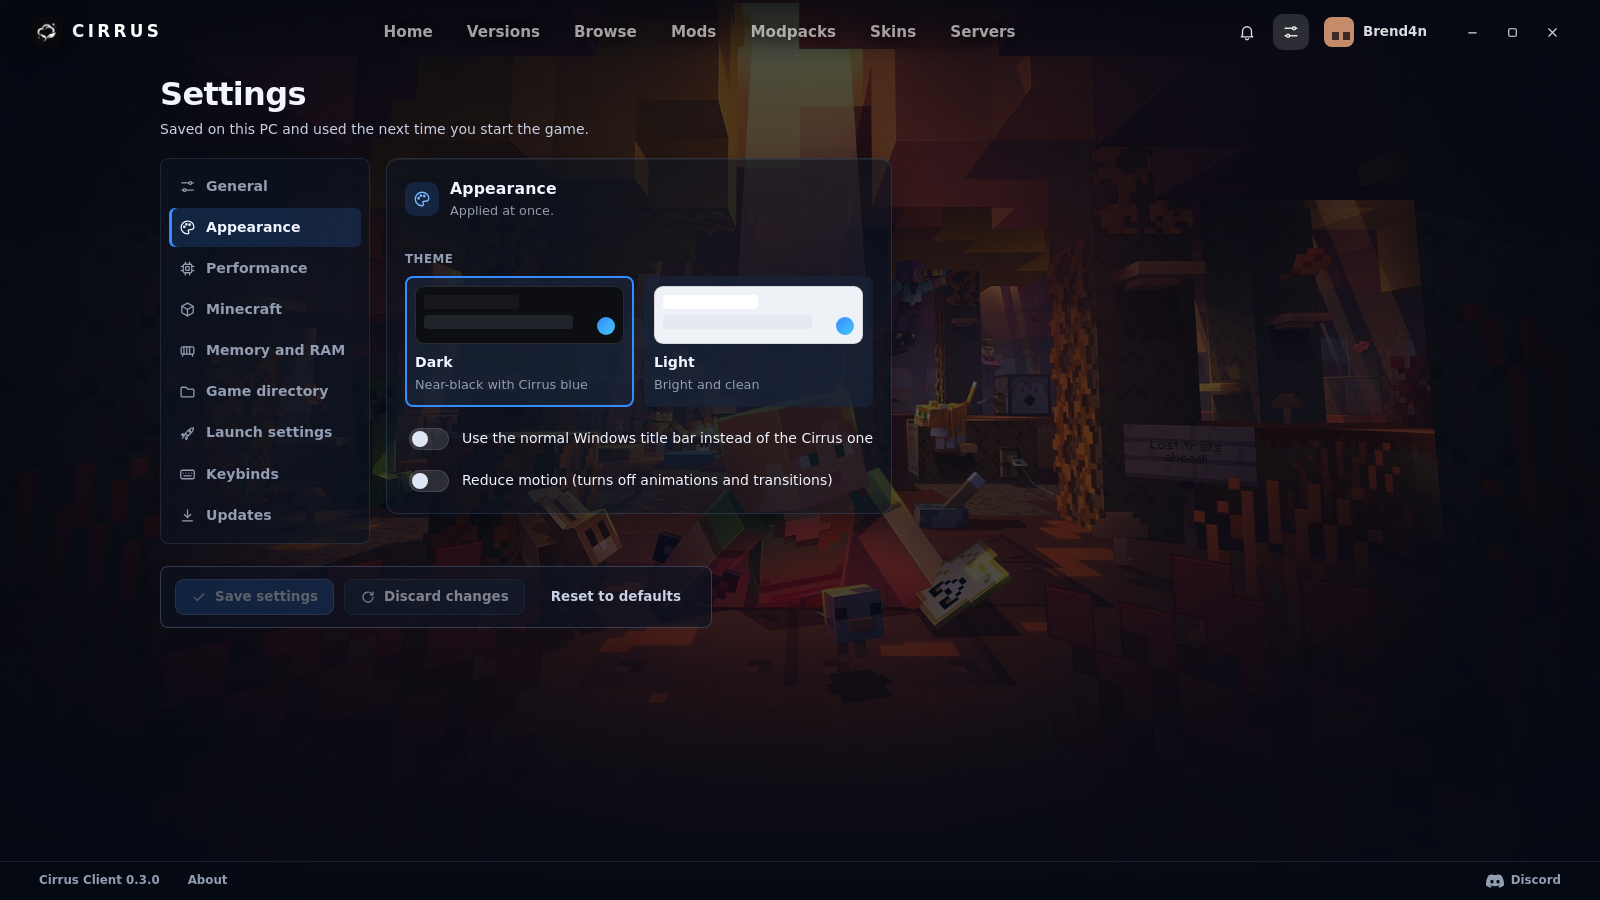 CIRRUS
Home
Versions
Browse
Mods
Modpacks
Skins
Servers
Brend4n
Settings
Saved on this PC and used the next time you start the game.
General
Appearance
Performance
Minecraft
Memory and RAM
Game directory
Launch settings
Keybinds
Updates
Appearance
Applied at once.
THEME
Dark
Near-black with Cirrus blue
Light
Bright and clean
Use the normal Windows title bar instead of the Cirrus one
Reduce motion (turns off animations and transitions)
Lost trails
ahead!
Save settings
Discard changes
Reset to defaults
Cirrus Client 0.3.0
About
Discord